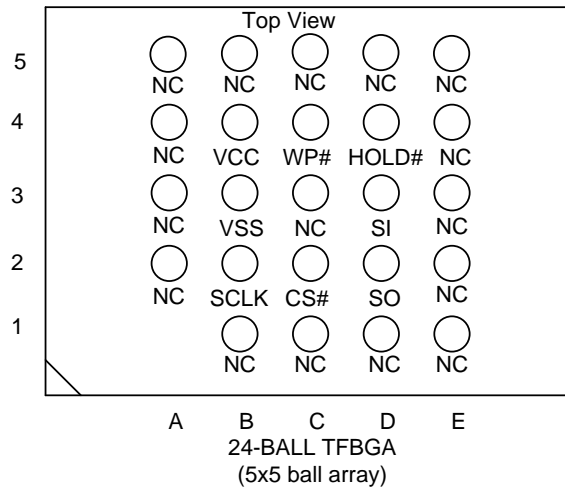 Top View
5
NC NC NC NC NC
4
NC VCC WP# HOLD# NC
3
NC VSS NC SI NC
2
NC SCLK CS# SO NC
1
NC NC NC NC
A B C D E
24-BALL TFBGA
(5x5 ball array)